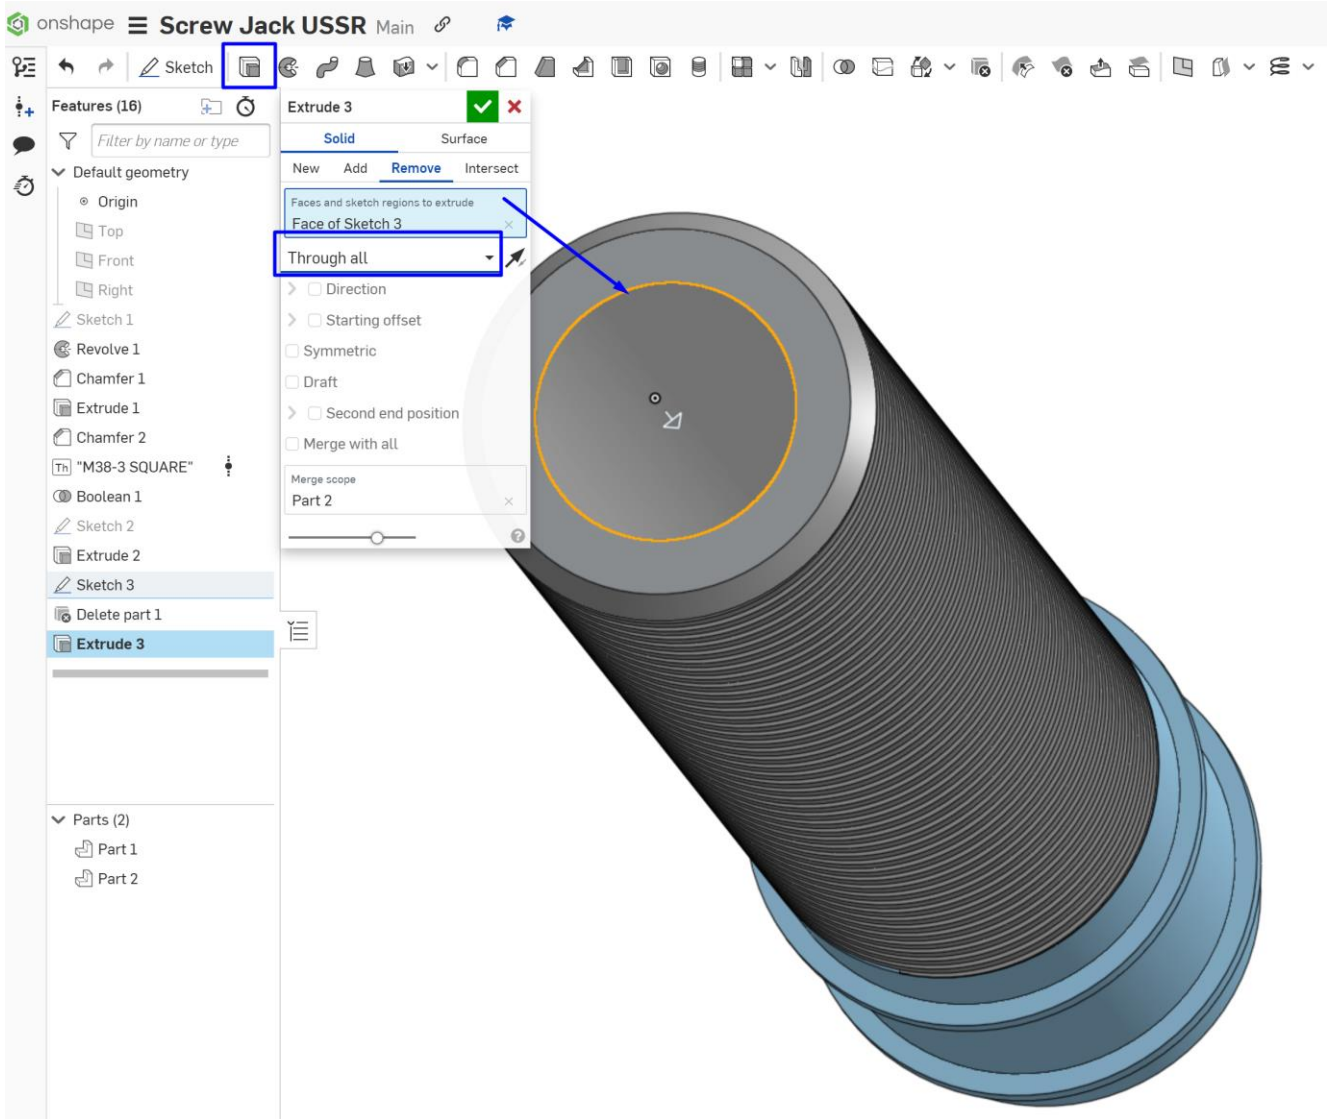 onshape Screw Jack USSR Main
Sketch
Features (16)
Filter by name or type
Default geometry
Origin
Top
Front
Right
Sketch 1
Revolve 1
Chamfer 1
Extrude 1
Chamfer 2
Th "M38-3 SQUARE"
Boolean 1
Sketch 2
Extrude 2
Sketch 3
Delete part 1
Extrude 3
Parts (2)
Part 1
Part 2
Extrude 3
Solid Surface
New Add Remove Intersect
Faces and sketch regions to extrude
Face of Sketch 3
Through all
Direction
Starting offset
Symmetric
Draft
Second end position
Merge with all
Merge scope
Part 2